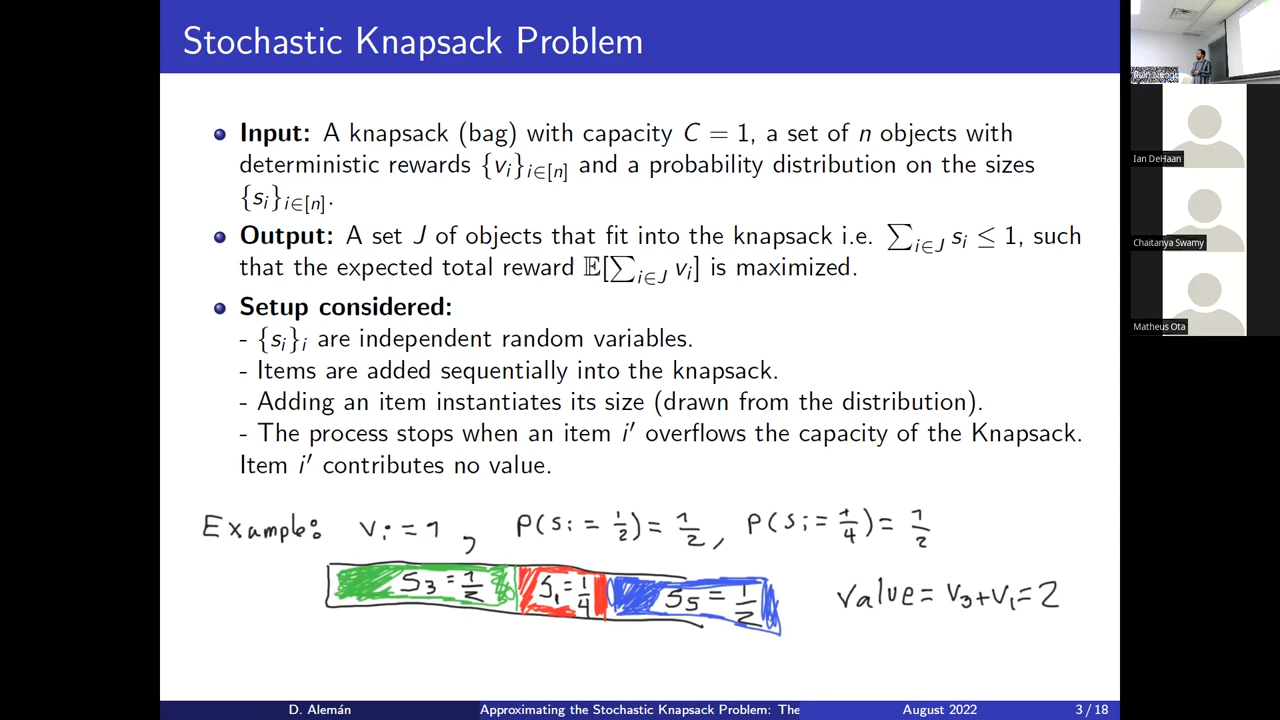 Stochastic Knapsack Problem
Input: A knapsack (bag) with capacity C = 1, a set of n objects with
deterministic rewards {v_i}_{i∈[n]} and a probability distribution on the sizes
{s_i}_{i∈[n]}.
Output: A set J of objects that fit into the knapsack i.e. ∑_{i∈J} s_i ≤ 1, such
that the expected total reward 𝔼[∑_{i∈J} v_i] is maximized.
Setup considered:
- {s_i}_i are independent random variables.
- Items are added sequentially into the knapsack.
- Adding an item instantiates its size (drawn from the distribution).
- The process stops when an item i′ overflows the capacity of the Knapsack.
Item i′ contributes no value.
Example: v_i = 1, P(s_i = 1/2) = 1/2, P(s_i = 1/4) = 1/2
S_3 = 1/2 S_1 = 1/4 S_5 = 1/2 value = v_3 + v_1 = 2
D. Alemán Approximating the Stochastic Knapsack Problem: The August 2022 3 / 18
Ian DeHaan
Chaitanya Swamy
Matheus Ota